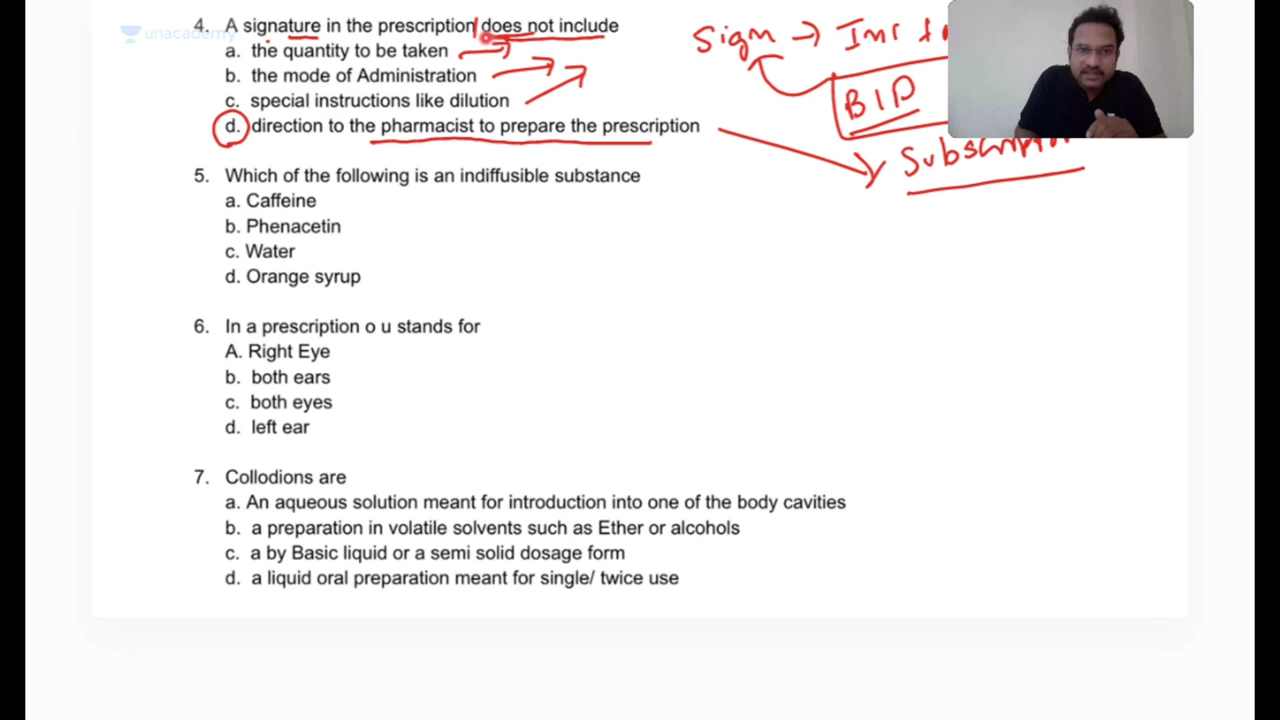 unacademy
4. A signature in the prescription does not include
a. the quantity to be taken
b. the mode of Administration
c. special instructions like dilution
d. direction to the pharmacist to prepare the prescription
Sign → Inr to
BID
5. Which of the following is an indiffusible substance
a. Caffeine
b. Phenacetin
c. Water
d. Orange syrup
6. In a prescription o u stands for
A. Right Eye
b. both ears
c. both eyes
d. left ear
7. Collodions are
a. An aqueous solution meant for introduction into one of the body cavities
b. a preparation in volatile solvents such as Ether or alcohols
c. a by Basic liquid or a semi solid dosage form
d. a liquid oral preparation meant for single/ twice use